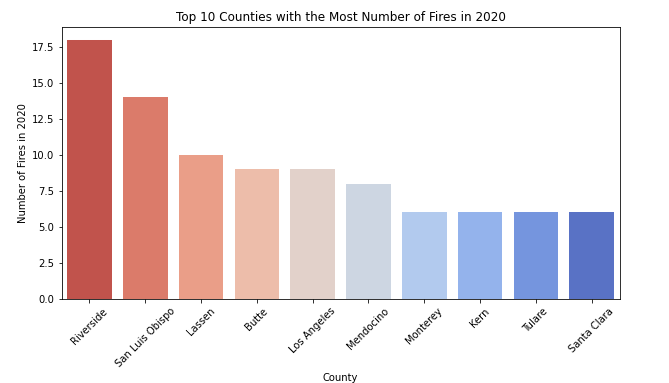 Top 10 Counties with the Most Number of Fires in 2020
Number of Fires in 2020
17.5
15.0
12.5
10.0
7.5
5.0
2.5
0.0
Riverside
San Luis Obispo
Lassen
Butte
Los Angeles
Mendocino
Monterey
Kern
Tulare
Santa Clara
County